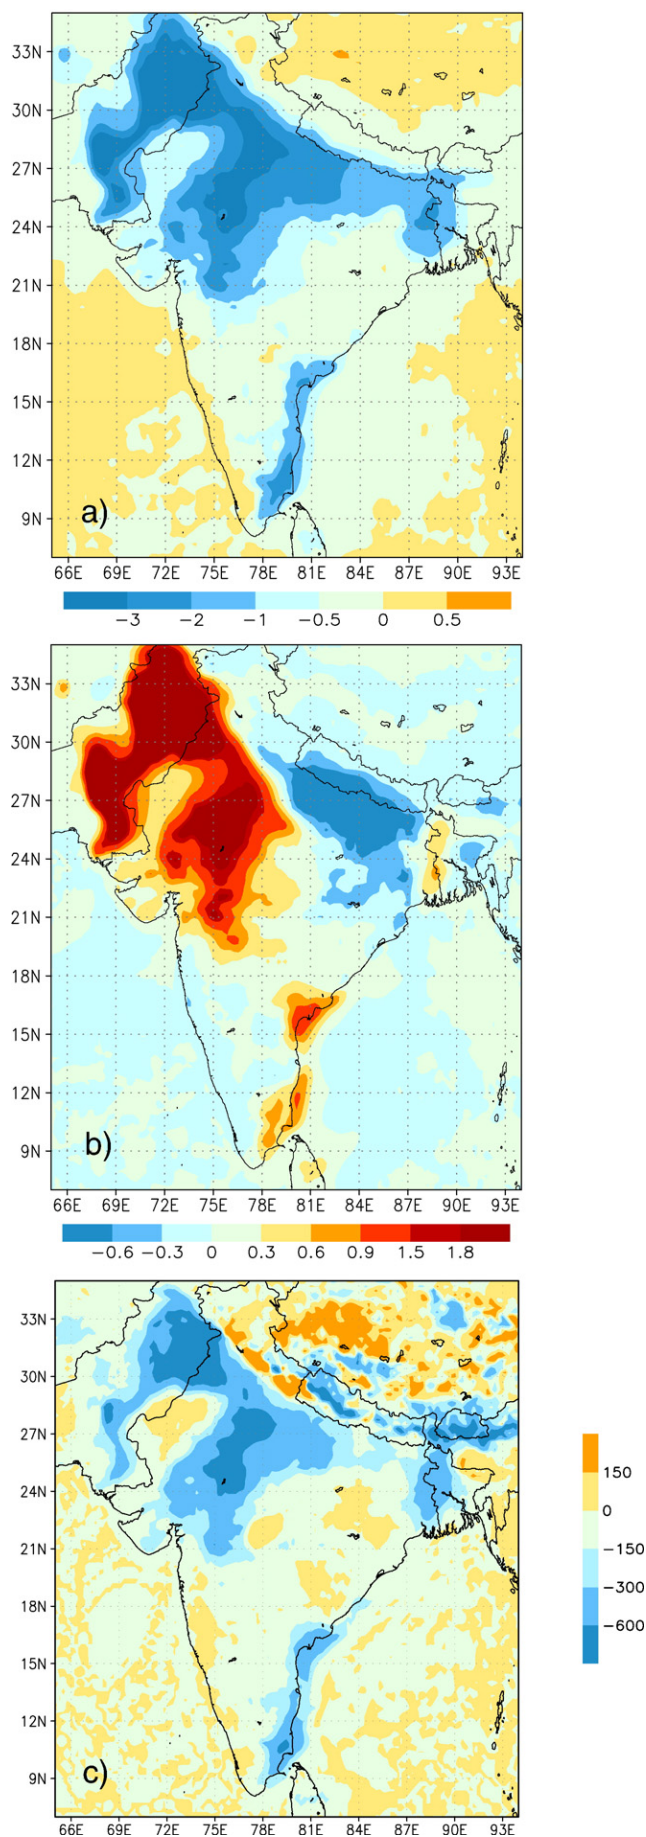 33N
30N
27N
24N
21N
18N
15N
12N
9N
a)
66E 69E 72E 75E 78E 81E 84E 87E 90E 93E
−3 −2 −1 −0.5 0 0.5
33N
30N
27N
24N
21N
18N
15N
12N
9N
b)
66E 69E 72E 75E 78E 81E 84E 87E 90E 93E
−0.6 −0.3 0 0.3 0.6 0.9 1.5 1.8
33N
30N
27N
24N
21N
18N
15N
12N
9N
c)
66E 69E 72E 75E 78E 81E 84E 87E 90E 93E
150
0
−150
−300
−600